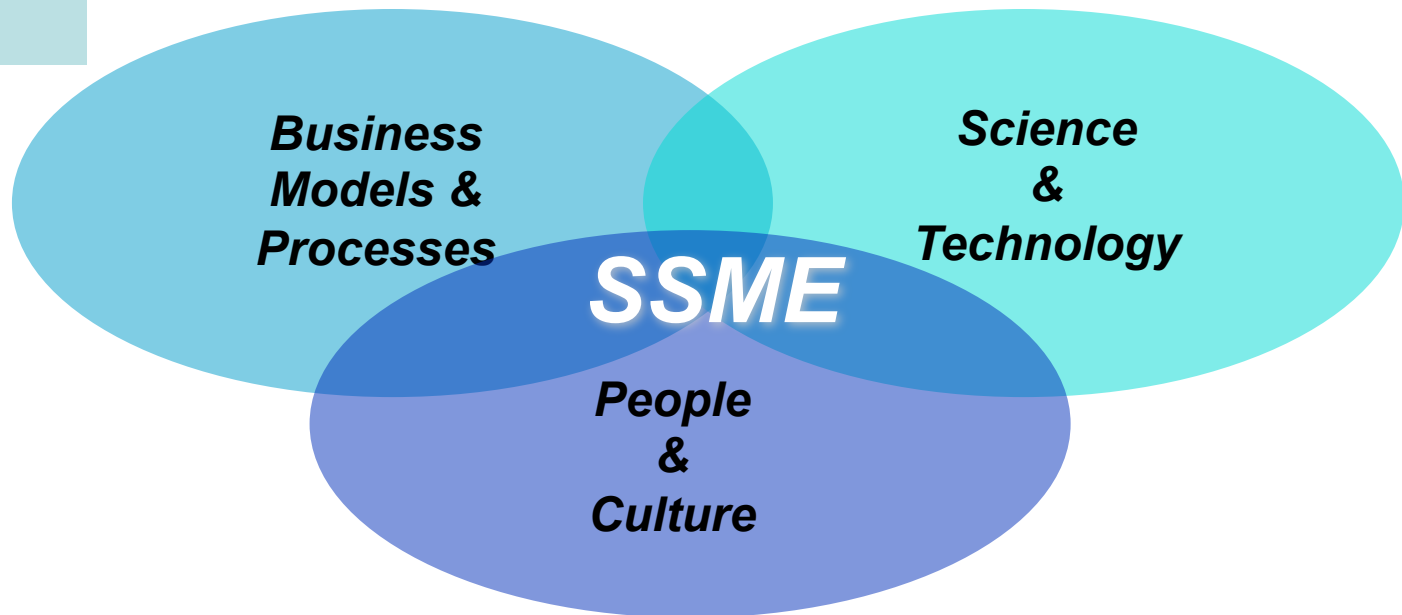 Business
Models &
Processes
Science
&
Technology
SSME
People
&
Culture